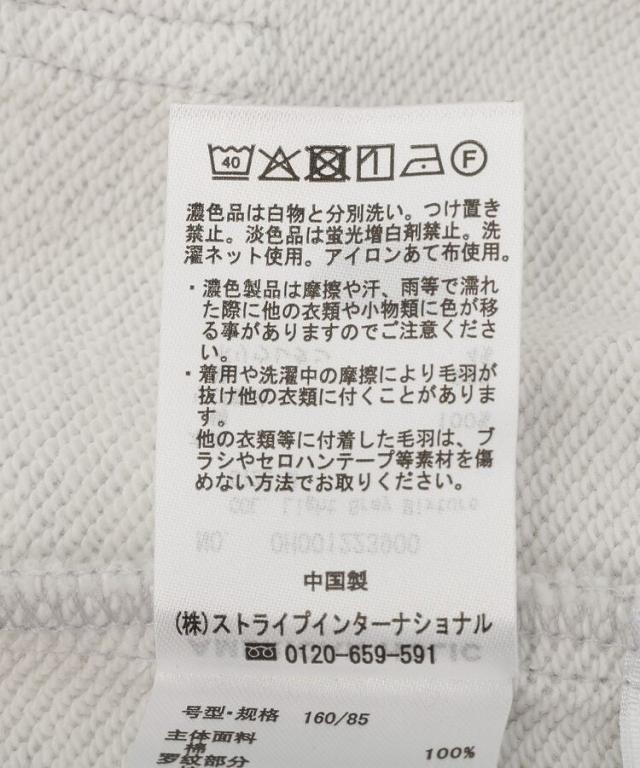 40 F
濃色品は白物と分別洗い。つけ置き
禁止。淡色品は蛍光増白剤禁止。洗
濯ネット使用。アイロンあて布使用。
・濃色製品は摩擦や汗、雨等で濡れ
た際に他の衣類や小物類に色が移
る事がありますのでご注意くださ
い。
・着用や洗濯中の摩擦により毛羽が
抜け他の衣類に付くことがありま
す。
他の衣類等に付着した毛羽は、ブ
ラシやセロハンテープ等素材を傷
めない方法でお取りください。
COL. Light Gray Mixture
NO. OH001223900
中国製
(株)ストライプインターナショナル
0120-659-591
号型·规格 160/85
主体面料
棉 100%
罗纹部分